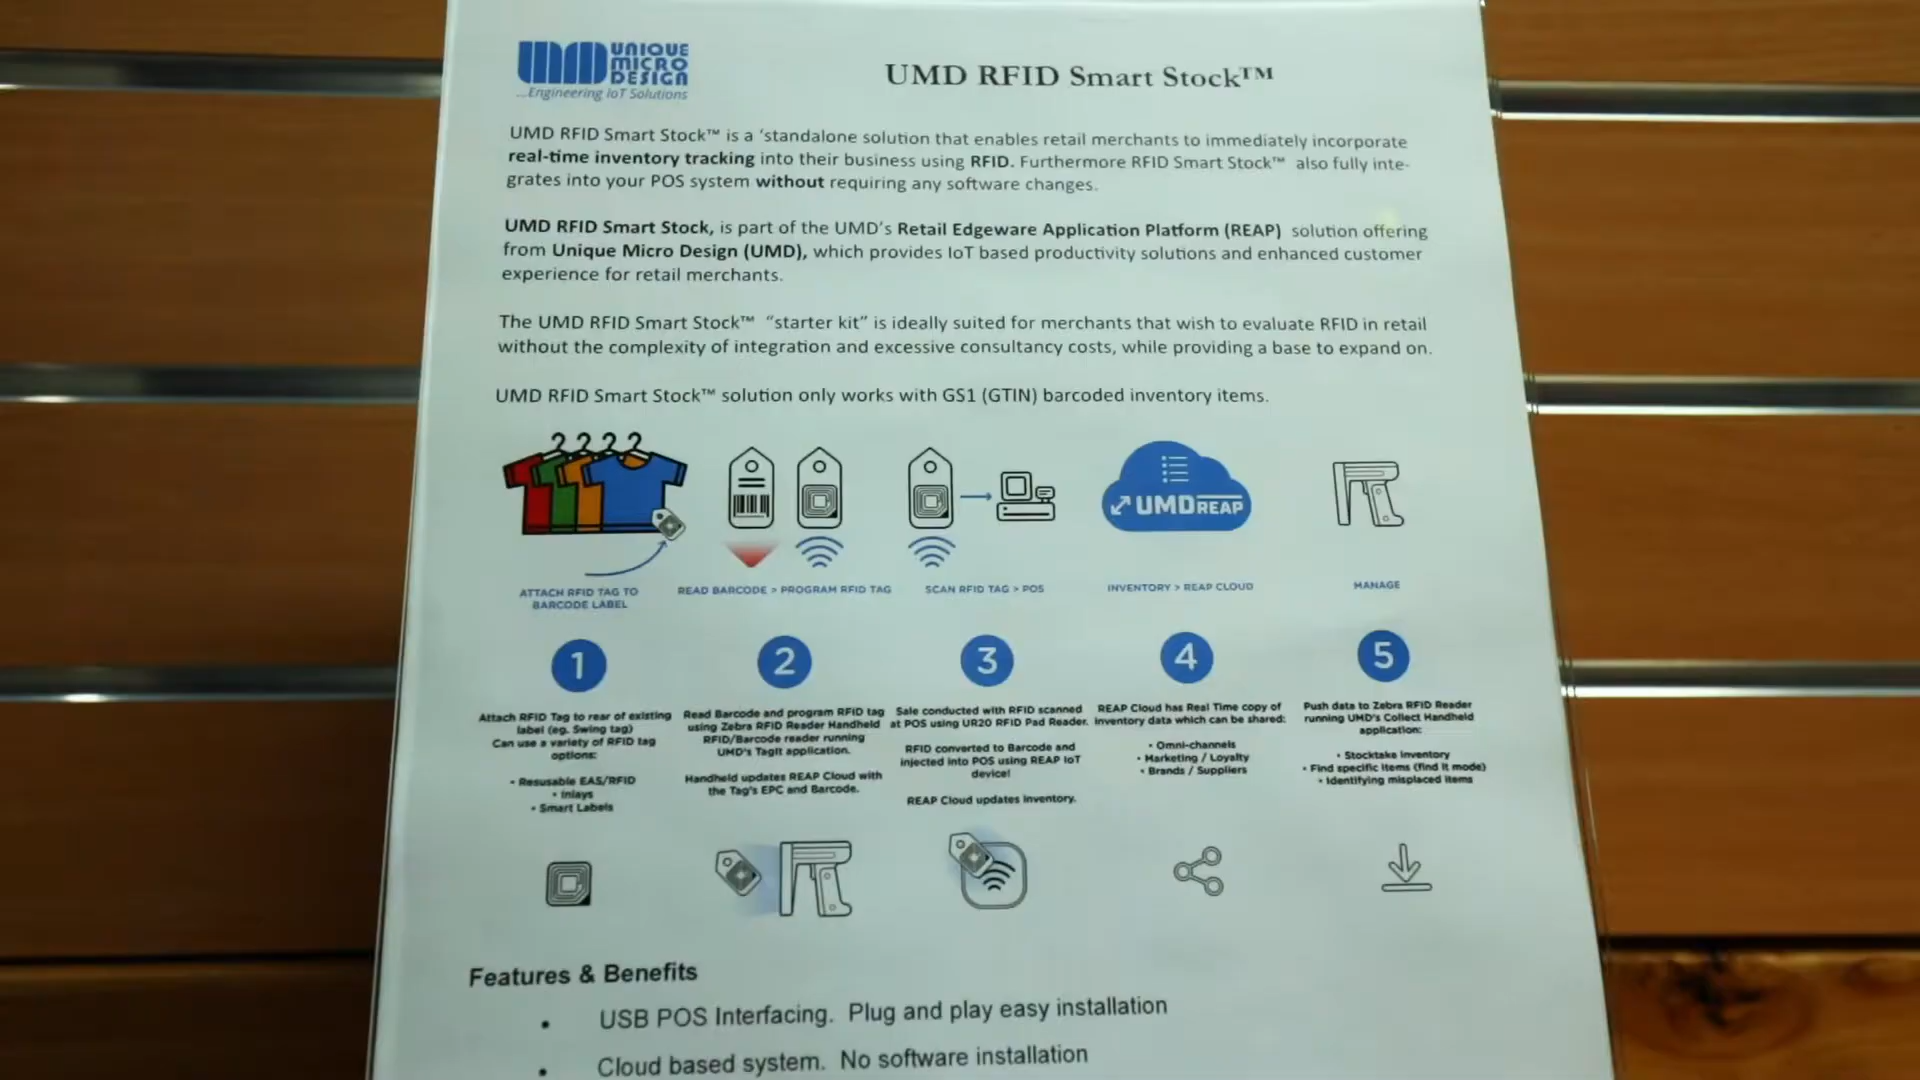 UNIQUE
MICRO
DESIGN
...Engineering IoT Solutions
UMD RFID Smart Stock™
UMD RFID Smart Stock™ is a ‘standalone solution that enables retail merchants to immediately incorporate
real-time inventory tracking into their business using RFID. Furthermore RFID Smart Stock™ also fully inte-
grates into your POS system without requiring any software changes.
UMD RFID Smart Stock, is part of the UMD’s Retail Edgeware Application Platform (REAP) solution offering
from Unique Micro Design (UMD), which provides IoT based productivity solutions and enhanced customer
experience for retail merchants.
The UMD RFID Smart Stock™ “starter kit” is ideally suited for merchants that wish to evaluate RFID in retail
without the complexity of integration and excessive consultancy costs, while providing a base to expand on.
UMD RFID Smart Stock™ solution only works with GS1 (GTIN) barcoded inventory items.
UMDREAP
ATTACH RFID TAG TO
BARCODE LABEL
READ BARCODE > PROGRAM RFID TAG
SCAN RFID TAG > POS
INVENTORY > REAP CLOUD
MANAGE
1
2
3
4
5
Attach RFID Tag to rear of existing
label (eg. Swing tag)
Can use a variety of RFID tag
options:
• Resusable EAS/RFID
• Inlays
• Smart Labels
Read Barcode and program RFID tag
using Zebra RFID Reader Handheld
RFID/Barcode reader running
UMD's TagIt application.
Handheld updates REAP Cloud with
the Tag's EPC and Barcode.
Sale conducted with RFID scanned
at POS using UR20 RFID Pad Reader.
RFID converted to Barcode and
injected into POS using REAP IoT
device!
REAP Cloud updates inventory.
REAP Cloud has Real Time copy of
inventory data which can be shared:
• Omni-channels
• Marketing / Loyalty
• Brands / Suppliers
Push data to Zebra RFID Reader
running UMD's Collect Handheld
application:
• Stocktake Inventory
• Find specific items (find it mode)
• Identifying misplaced items
Features & Benefits
• USB POS Interfacing. Plug and play easy installation
• Cloud based system. No software installation